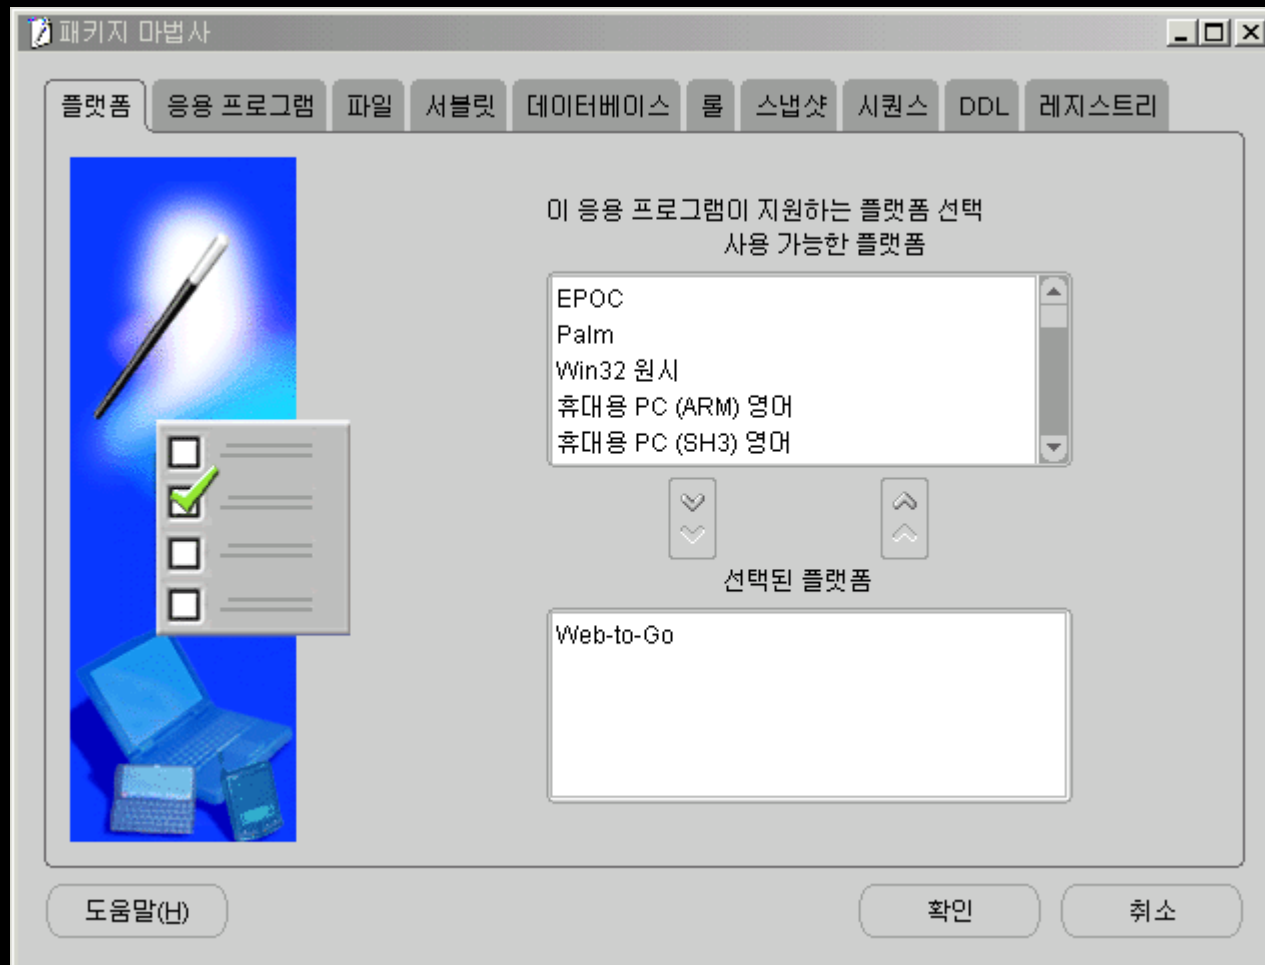 패키지 마법사
플랫폼 응용 프로그램 파일 서블릿 데이터베이스 롤 스냅샷 시퀀스 DDL 레지스트리
이 응용 프로그램이 지원하는 플랫폼 선택
사용 가능한 플랫폼
EPOC
Palm
Win32 원시
휴대용 PC (ARM) 영어
휴대용 PC (SH3) 영어
선택된 플랫폼
Web-to-Go
도움말(H) 확인 취소